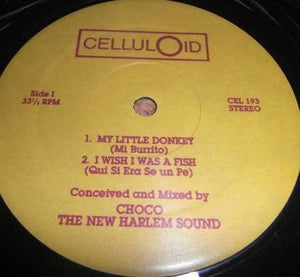 CELLULOID
Side I
33⅓ RPM
CEL 193
STEREO
1. MY LITTLE DONKEY
(Mi Burrito)
2. I WISH I WAS A FISH
(Qui Si Era Se un Pe)
Conceived and Mixed by
CHOCO
THE NEW HARLEM SOUND